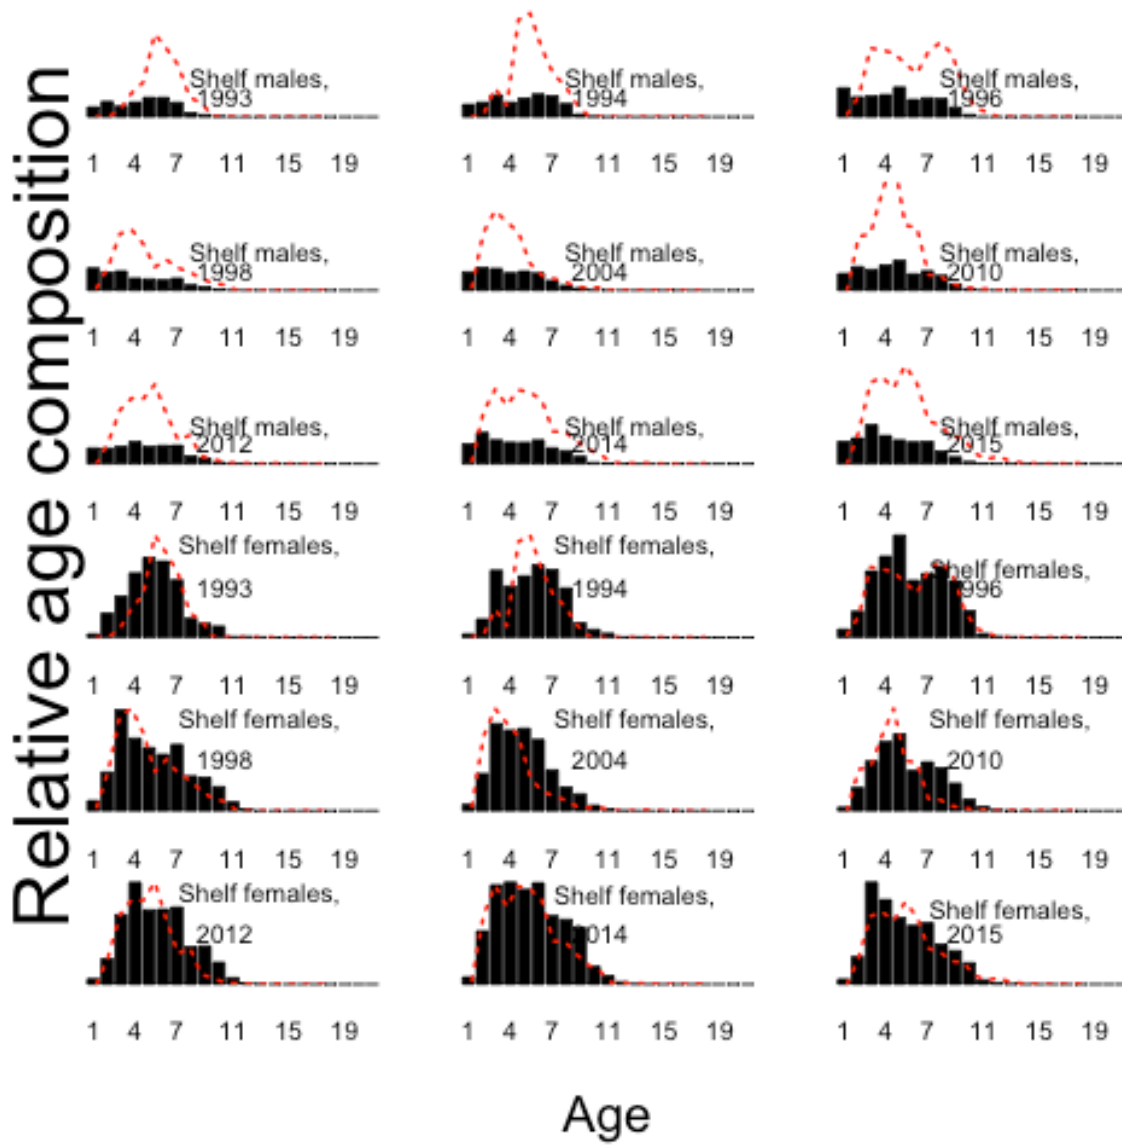 Relative age composition
Shelf males,
1993
1 4 7 11 15 19
Shelf males,
1994
1 4 7 11 15 19
Shelf males,
1996
1 4 7 11 15 19
Shelf males,
1998
1 4 7 11 15 19
Shelf males,
2004
1 4 7 11 15 19
Shelf males,
2010
1 4 7 11 15 19
Shelf males,
2012
1 4 7 11 15 19
Shelf males,
2014
1 4 7 11 15 19
Shelf males,
2015
1 4 7 11 15 19
Shelf females,
1993
1 4 7 11 15 19
Shelf females,
1994
1 4 7 11 15 19
Shelf females,
1996
1 4 7 11 15 19
Shelf females,
1998
1 4 7 11 15 19
Shelf females,
2004
1 4 7 11 15 19
Shelf females,
2010
1 4 7 11 15 19
Shelf females,
2012
1 4 7 11 15 19
Shelf females,
2014
1 4 7 11 15 19
Shelf females,
2015
1 4 7 11 15 19
Age